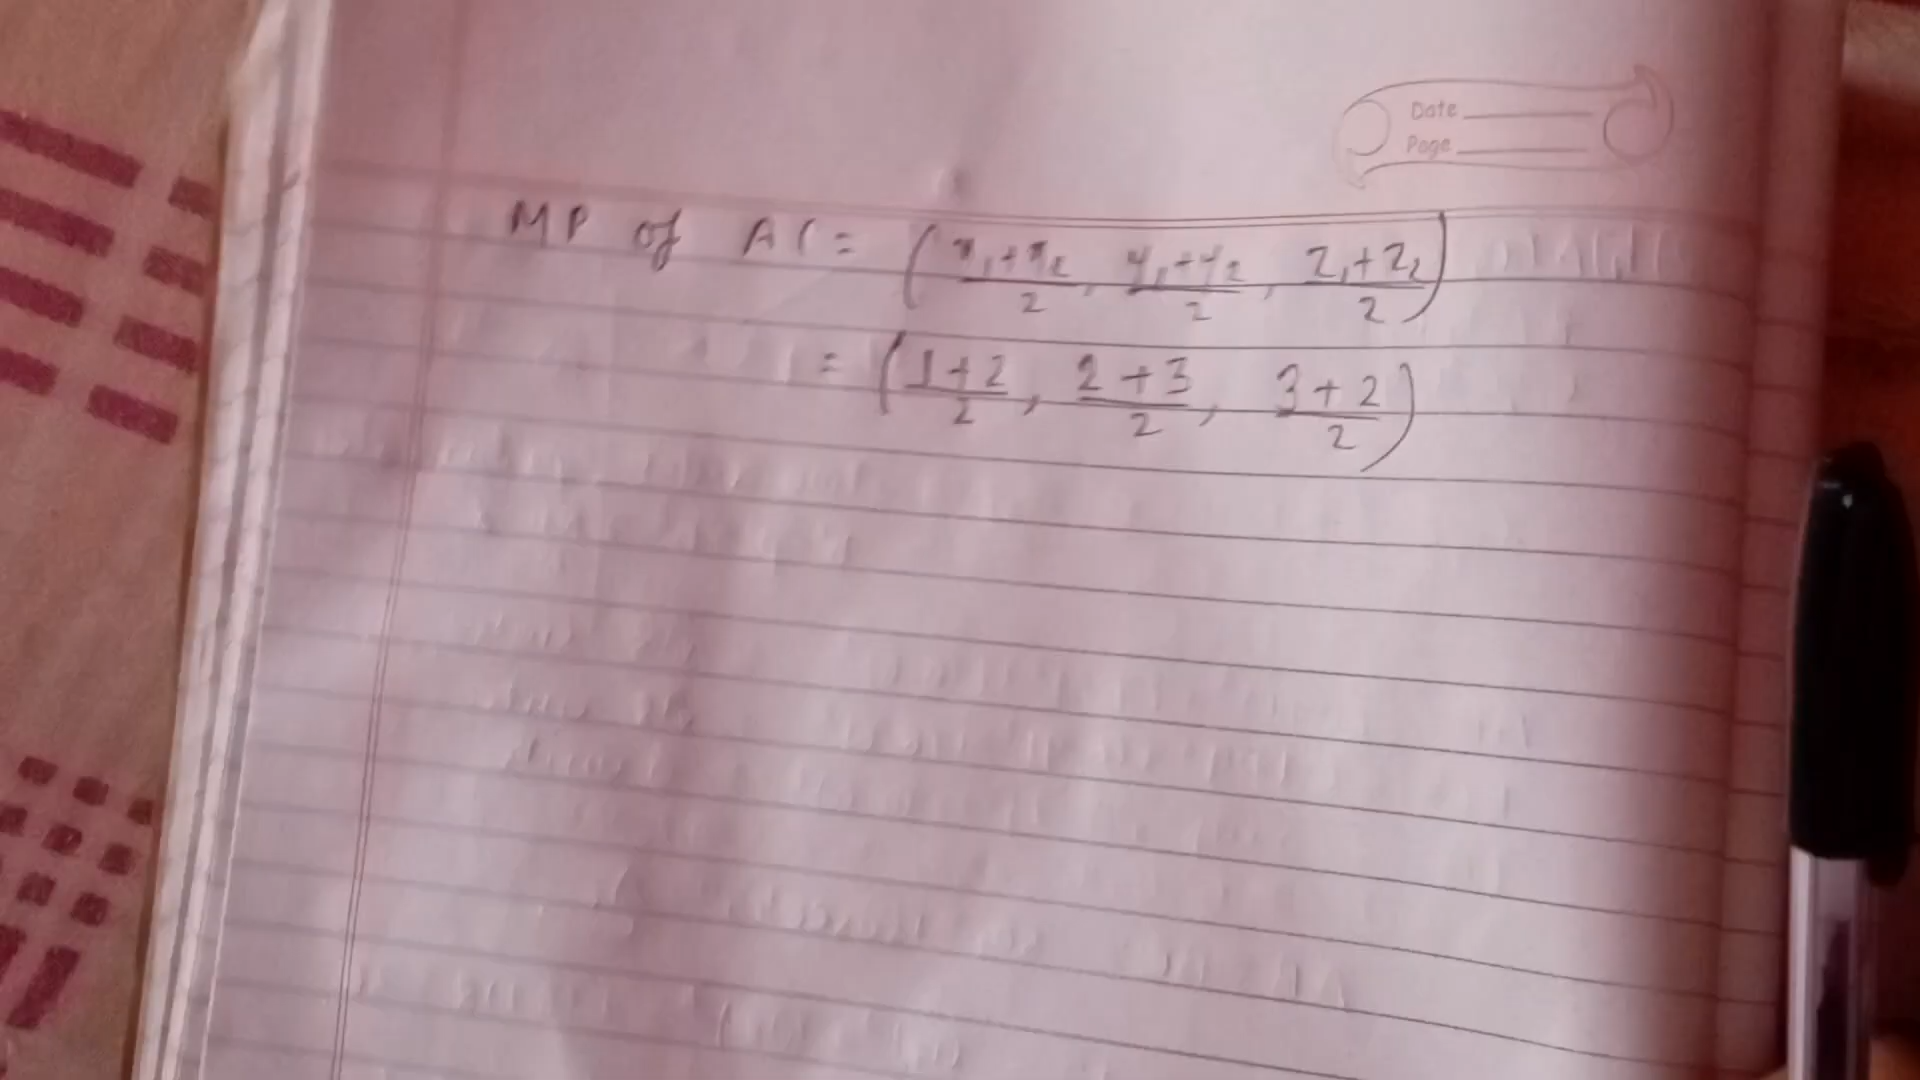 Date
Page
MP of AC = (x₁+x₂/2, y₁+y₂/2, z₁+z₂/2)
= (1+2/2, 2+3/2, 3+2/2)